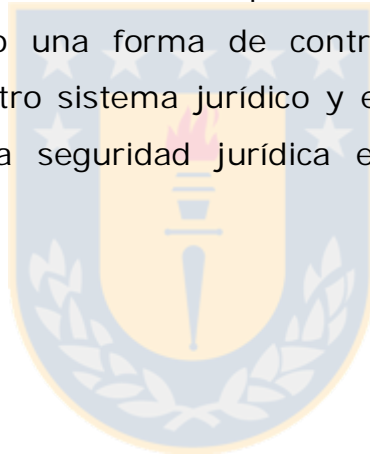 o una forma de contr
tro sistema jurídico y e
a seguridad jurídica e